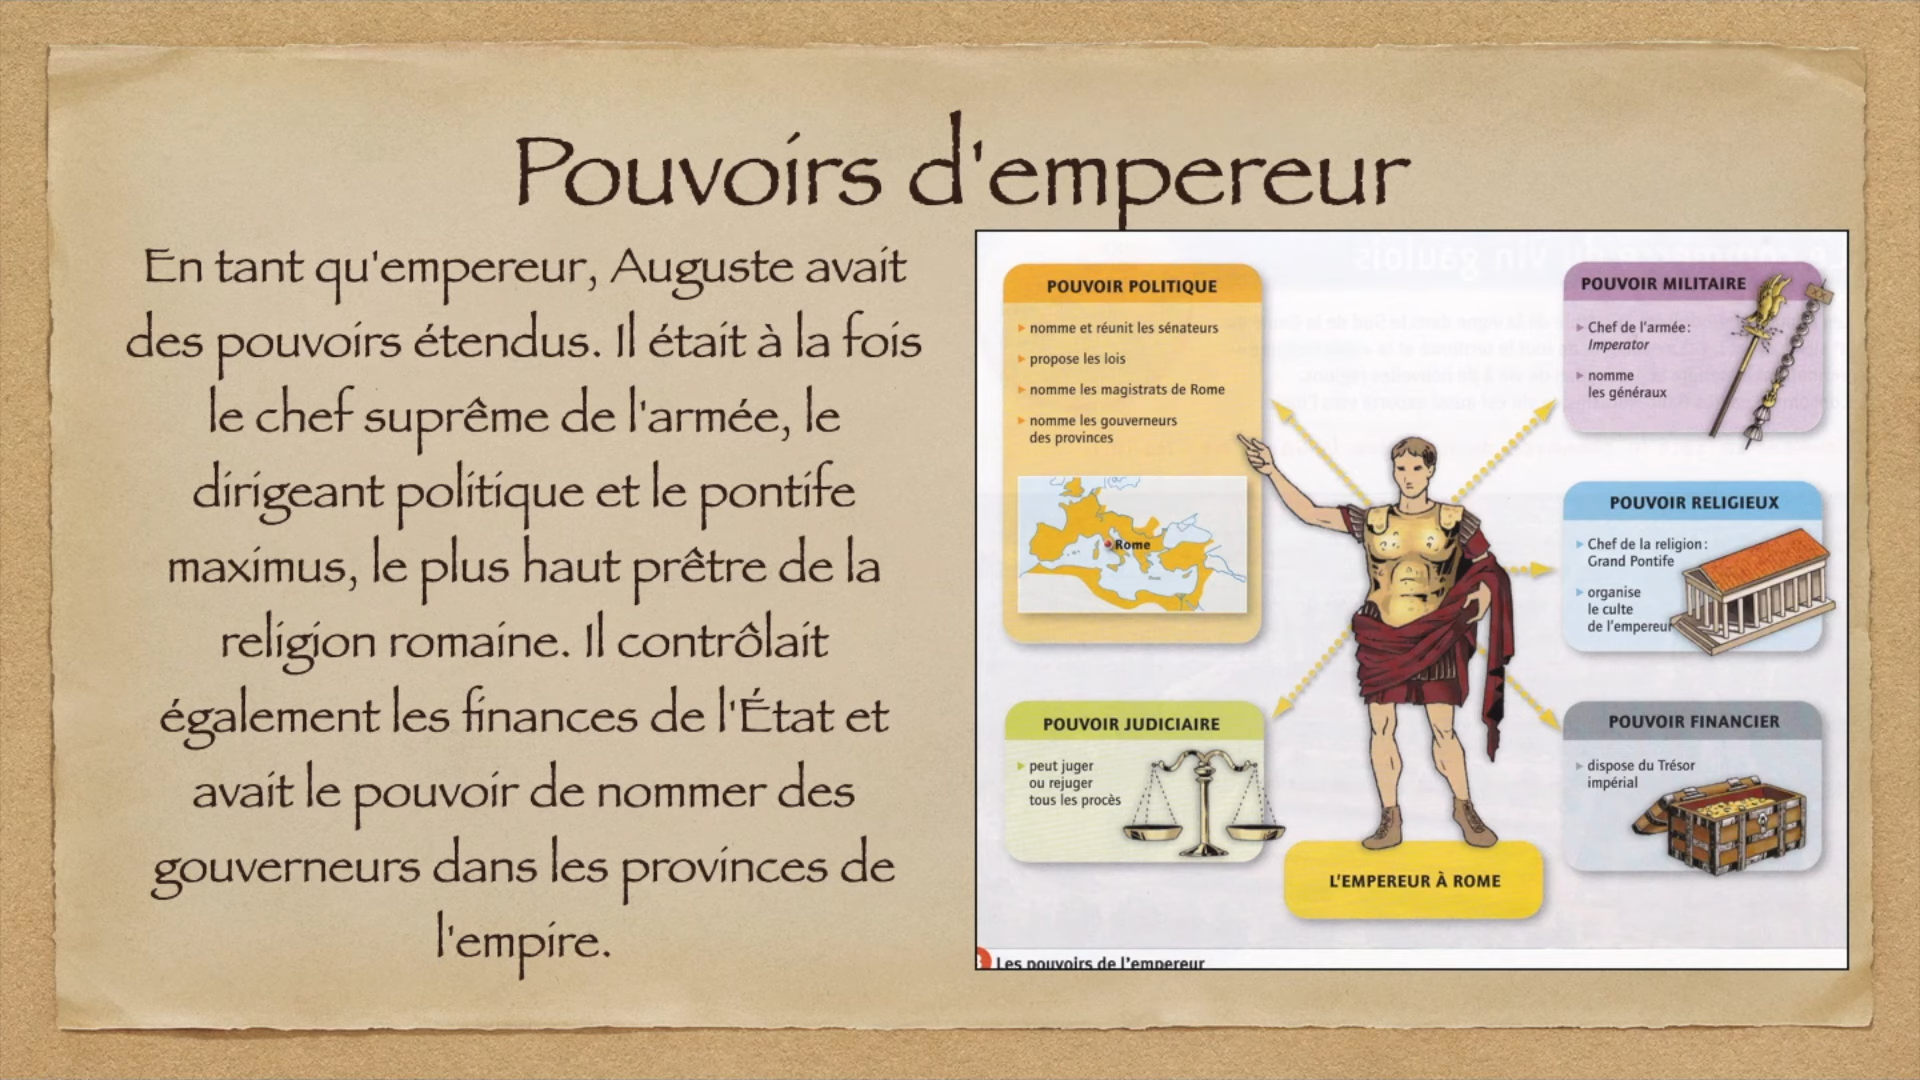 Pouvoirs d'empereur
En tant qu'empereur, Auguste avait
des pouvoirs étendus. Il était à la fois
le chef suprême de l'armée, le
dirigeant politique et le pontife
maximus, le plus haut prêtre de la
religion romaine. Il contrôlait
également les finances de l'État et
avait le pouvoir de nommer des
gouverneurs dans les provinces de
l'empire.
POUVOIR POLITIQUE
nomme et réunit les sénateurs
propose les lois
nomme les magistrats de Rome
nomme les gouverneurs
des provinces
Rome
POUVOIR MILITAIRE
Chef de l'armée:
Imperator
nomme
les généraux
POUVOIR RELIGIEUX
Chef de la religion:
Grand Pontife
organise
le culte
de l'empereur
POUVOIR JUDICIAIRE
peut juger
ou rejuger
tous les procès
POUVOIR FINANCIER
dispose du Trésor
impérial
L'EMPEREUR À ROME
Les pouvoirs de l'empereur